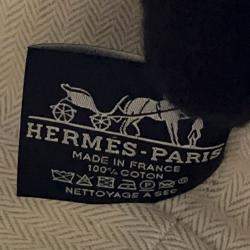 HERMES-PARIS
MADE IN FRANCE
100% COTON
NETTOYAGE A SEC